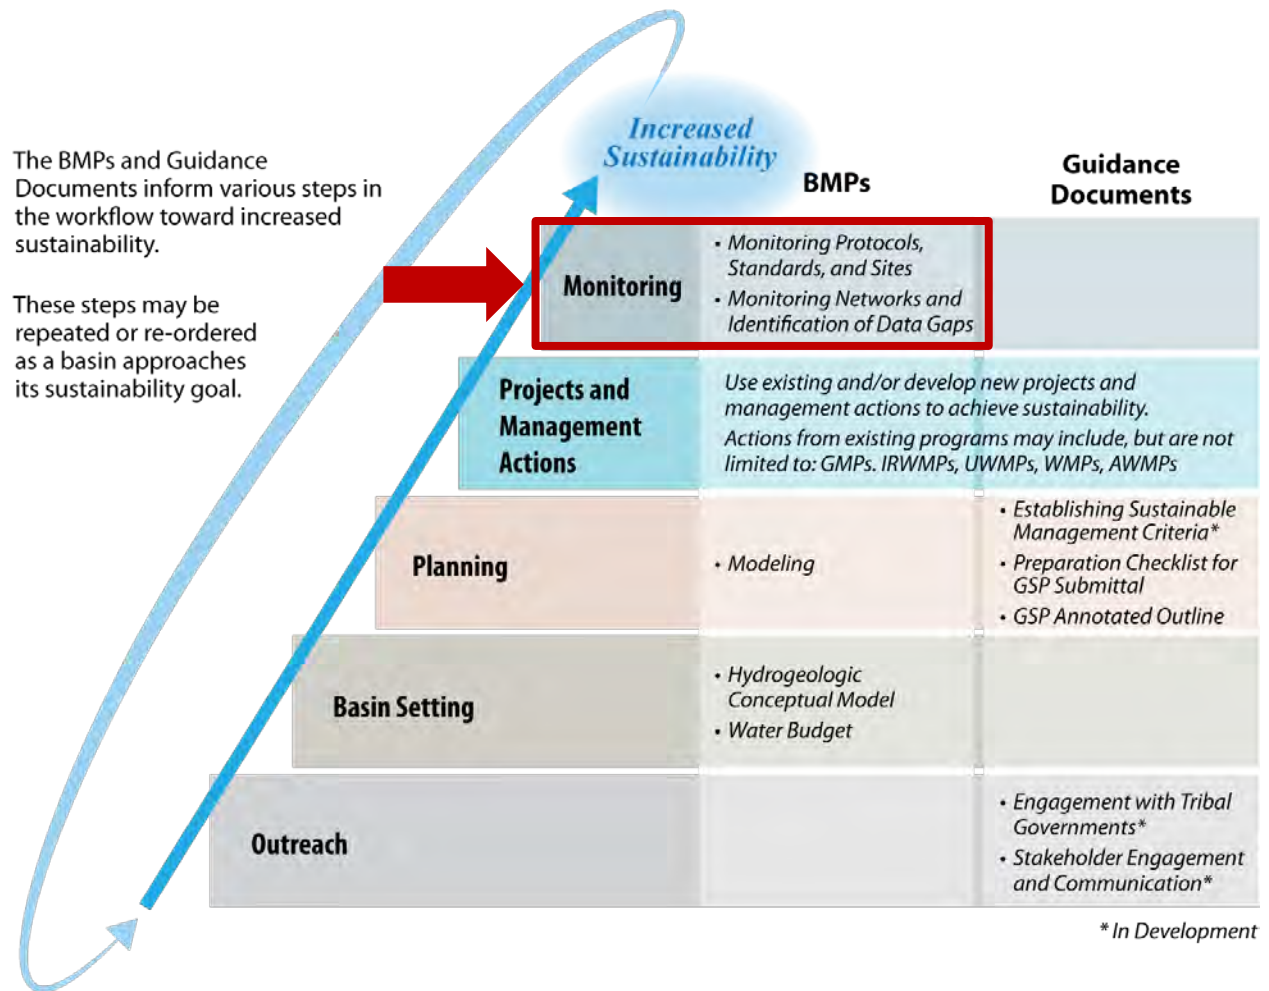 Increased
Sustainability
The BMPs and Guidance
Documents inform various steps in
the workflow toward increased
sustainability.
These steps may be
repeated or re-ordered
as a basin approaches
its sustainability goal.
BMPs
Guidance
Documents
Monitoring
• Monitoring Protocols,
Standards, and Sites
• Monitoring Networks and
Identification of Data Gaps
Projects and
Management
Actions
Use existing and/or develop new projects and
management actions to achieve sustainability.
Actions from existing programs may include, but are not
limited to: GMPs. IRWMPs, UWMPs, WMPs, AWMPs
Planning
• Modeling
• Establishing Sustainable
Management Criteria*
• Preparation Checklist for
GSP Submittal
• GSP Annotated Outline
Basin Setting
• Hydrogeologic
Conceptual Model
• Water Budget
Outreach
• Engagement with Tribal
Governments*
• Stakeholder Engagement
and Communication*
* In Development